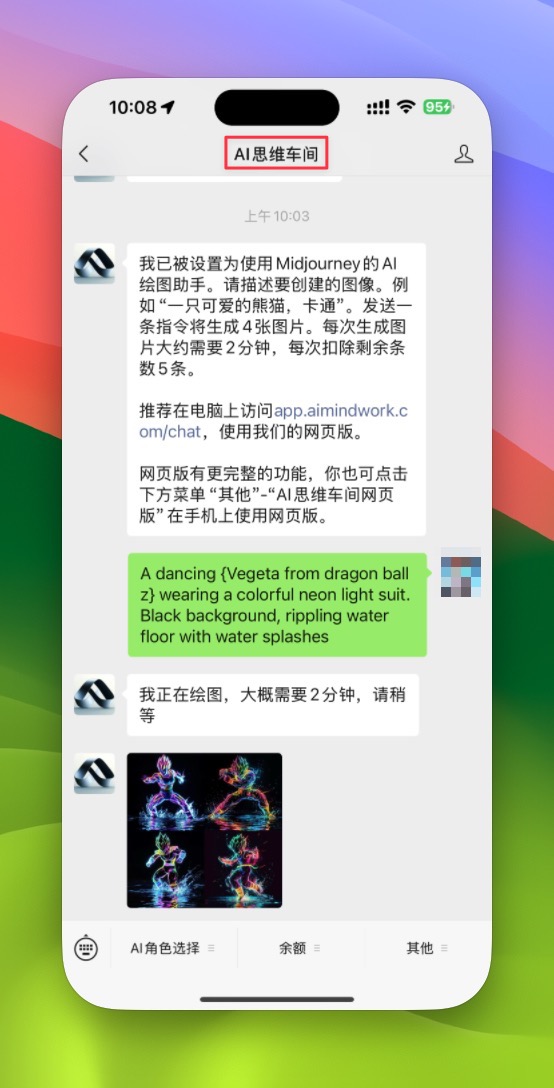 10:08
95
AI思维车间
上午10:03
我已被设置为使用Midjourney的AI
绘图助手。请描述要创建的图像。例
如“一只可爱的熊猫，卡通”。发送一
条指令将生成4张图片。每次生成图
片大约需要2分钟，每次扣除剩余条
数5条。
推荐在电脑上访问app.aimindwork.c
om/chat，使用我们的网页版。
网页版有更完整的功能，你也可点击
下方菜单“其他”-“AI思维车间网页
版”在手机上使用网页版。
A dancing {Vegeta from dragon ball
z} wearing a colorful neon light suit.
Black background, rippling water
floor with water splashes
我正在绘图，大概需要2分钟，请稍
等
AI角色选择
余额
其他